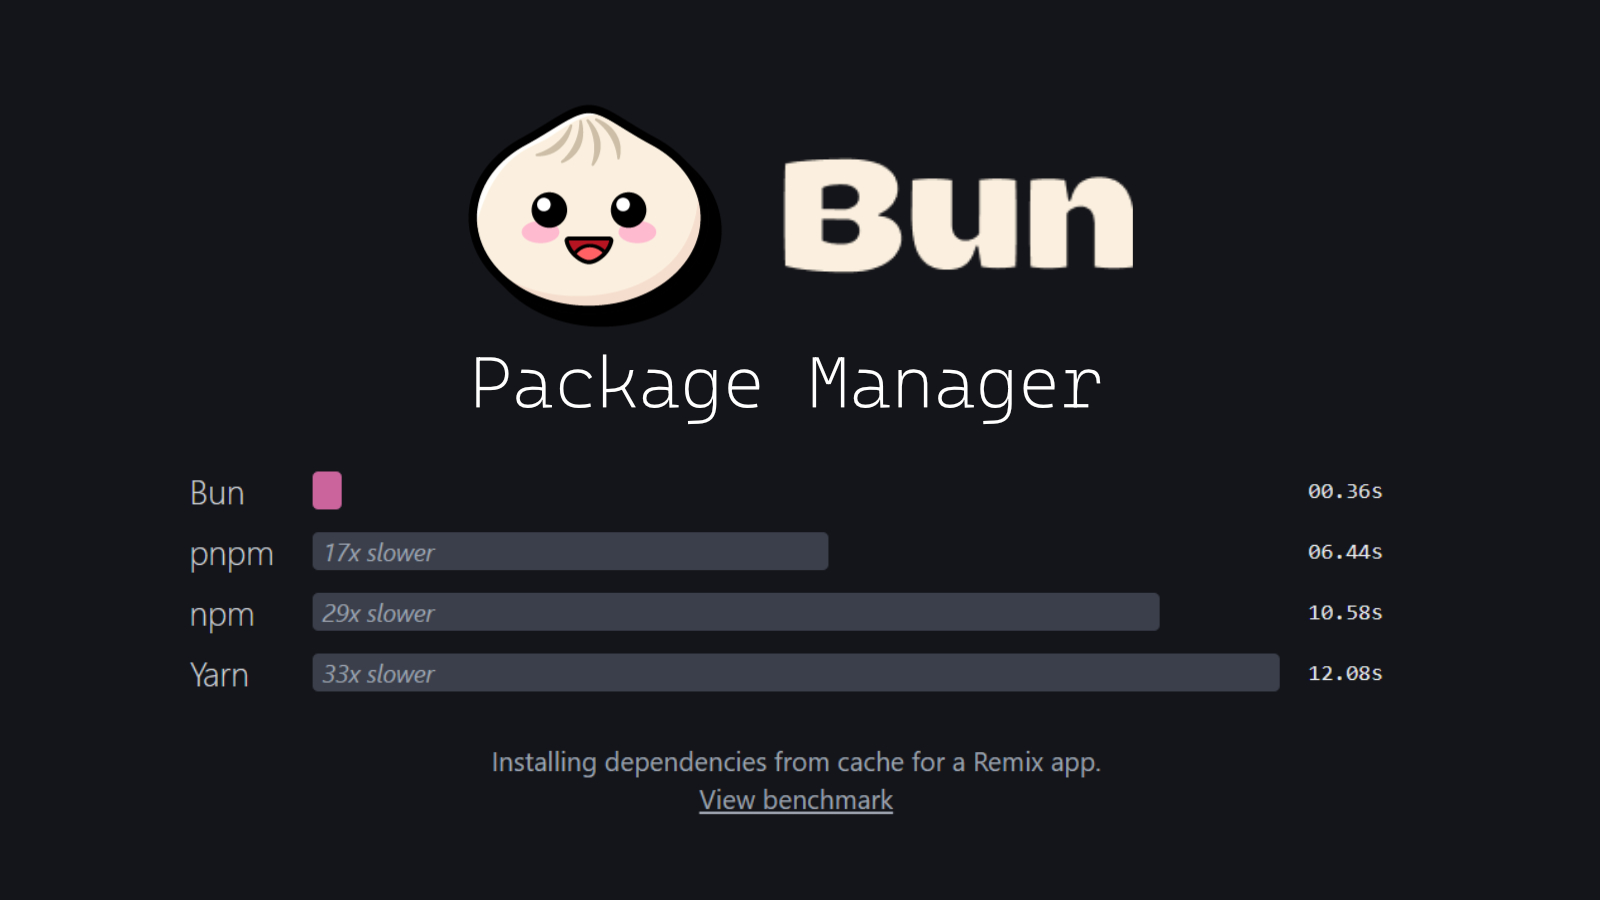 Bun
Package Manager
Bun 00.36s
pnpm 17x slower 06.44s
npm 29x slower 10.58s
Yarn 33x slower 12.08s
Installing dependencies from cache for a Remix app.
View benchmark